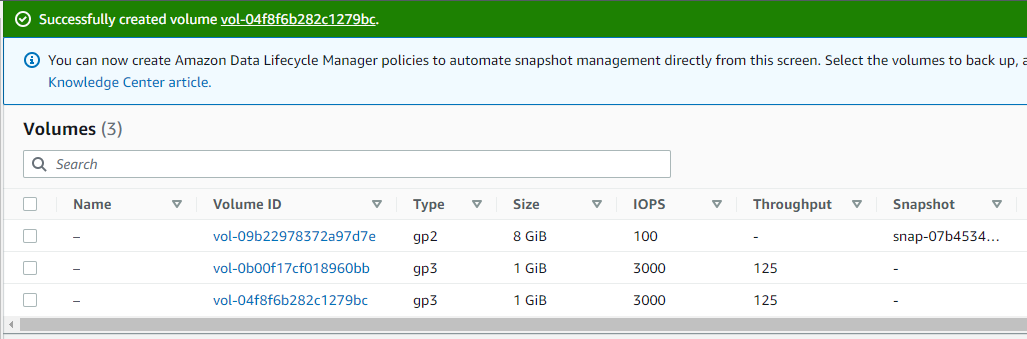 Successfully created volume vol-04f8f6b282c1279bc.
You can now create Amazon Data Lifecycle Manager policies to automate snapshot management directly from this screen. Select the volumes to back up, a
Knowledge Center article.
Volumes (3)
Search
Name Volume ID Type Size IOPS Throughput Snapshot
– vol-09b22978372a97d7e gp2 8 GiB 100 - snap-07b4534...
– vol-0b00f17cf018960bb gp3 1 GiB 3000 125 -
– vol-04f8f6b282c1279bc gp3 1 GiB 3000 125 -